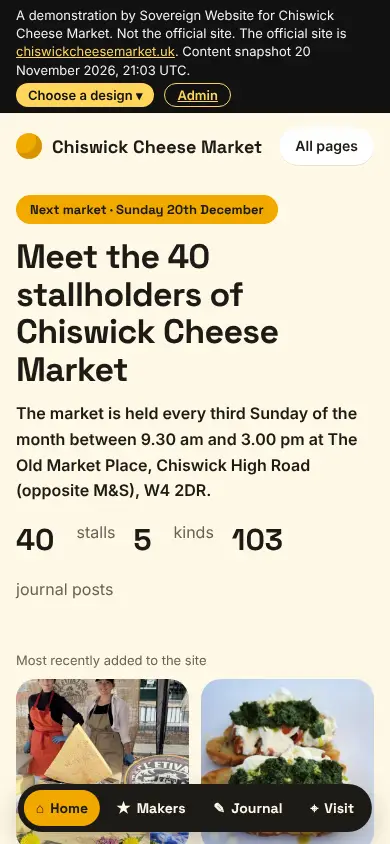 A demonstration by Sovereign Website for Chiswick
Cheese Market. Not the official site. The official site is
chiswickcheesemarket.uk. Content snapshot 20
November 2026, 21:03 UTC.
Choose a design ▾ Admin
Chiswick Cheese Market All pages
Next market · Sunday 20th December
Meet the 40
stallholders of
Chiswick Cheese
Market
The market is held every third Sunday of the
month between 9.30 am and 3.00 pm at The
Old Market Place, Chiswick High Road
(opposite M&S), W4 2DR.
40 stalls 5 kinds 103
journal posts
Most recently added to the site
Home Makers Journal Visit